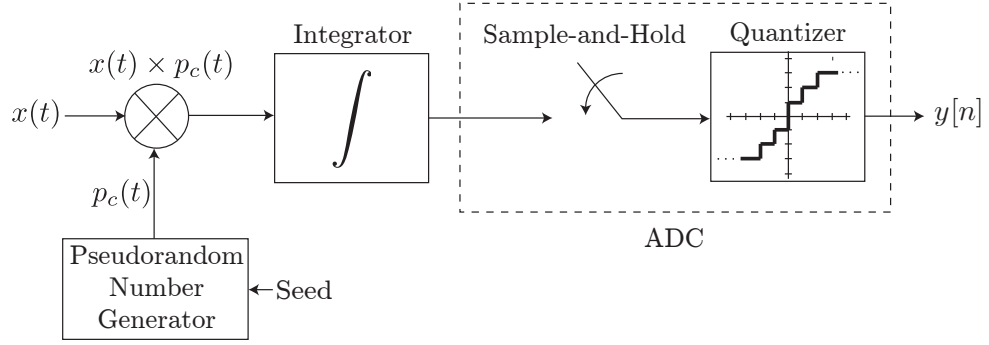 Integrator
Sample-and-Hold
Quantizer
x(t) × p_c(t)
x(t)
∫
y[n]
p_c(t)
ADC
Pseudorandom
Number
Generator
Seed